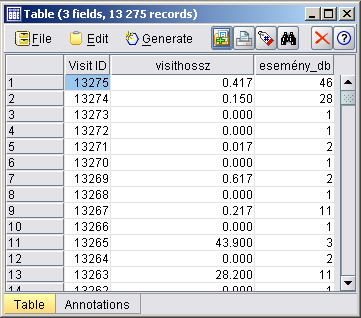 Table (3 fields, 13 275 records)
File Edit Generate
Visit ID visithossz esemény_db
1 13275 0.417 46
2 13274 0.150 28
3 13273 0.000 1
4 13272 0.000 1
5 13271 0.017 2
6 13270 0.000 1
7 13269 0.617 2
8 13268 0.000 1
9 13267 0.217 11
10 13266 0.000 1
11 13265 43.900 3
12 13264 0.000 2
13 13263 28.200 11
14 13262 0.000 1
Table Annotations